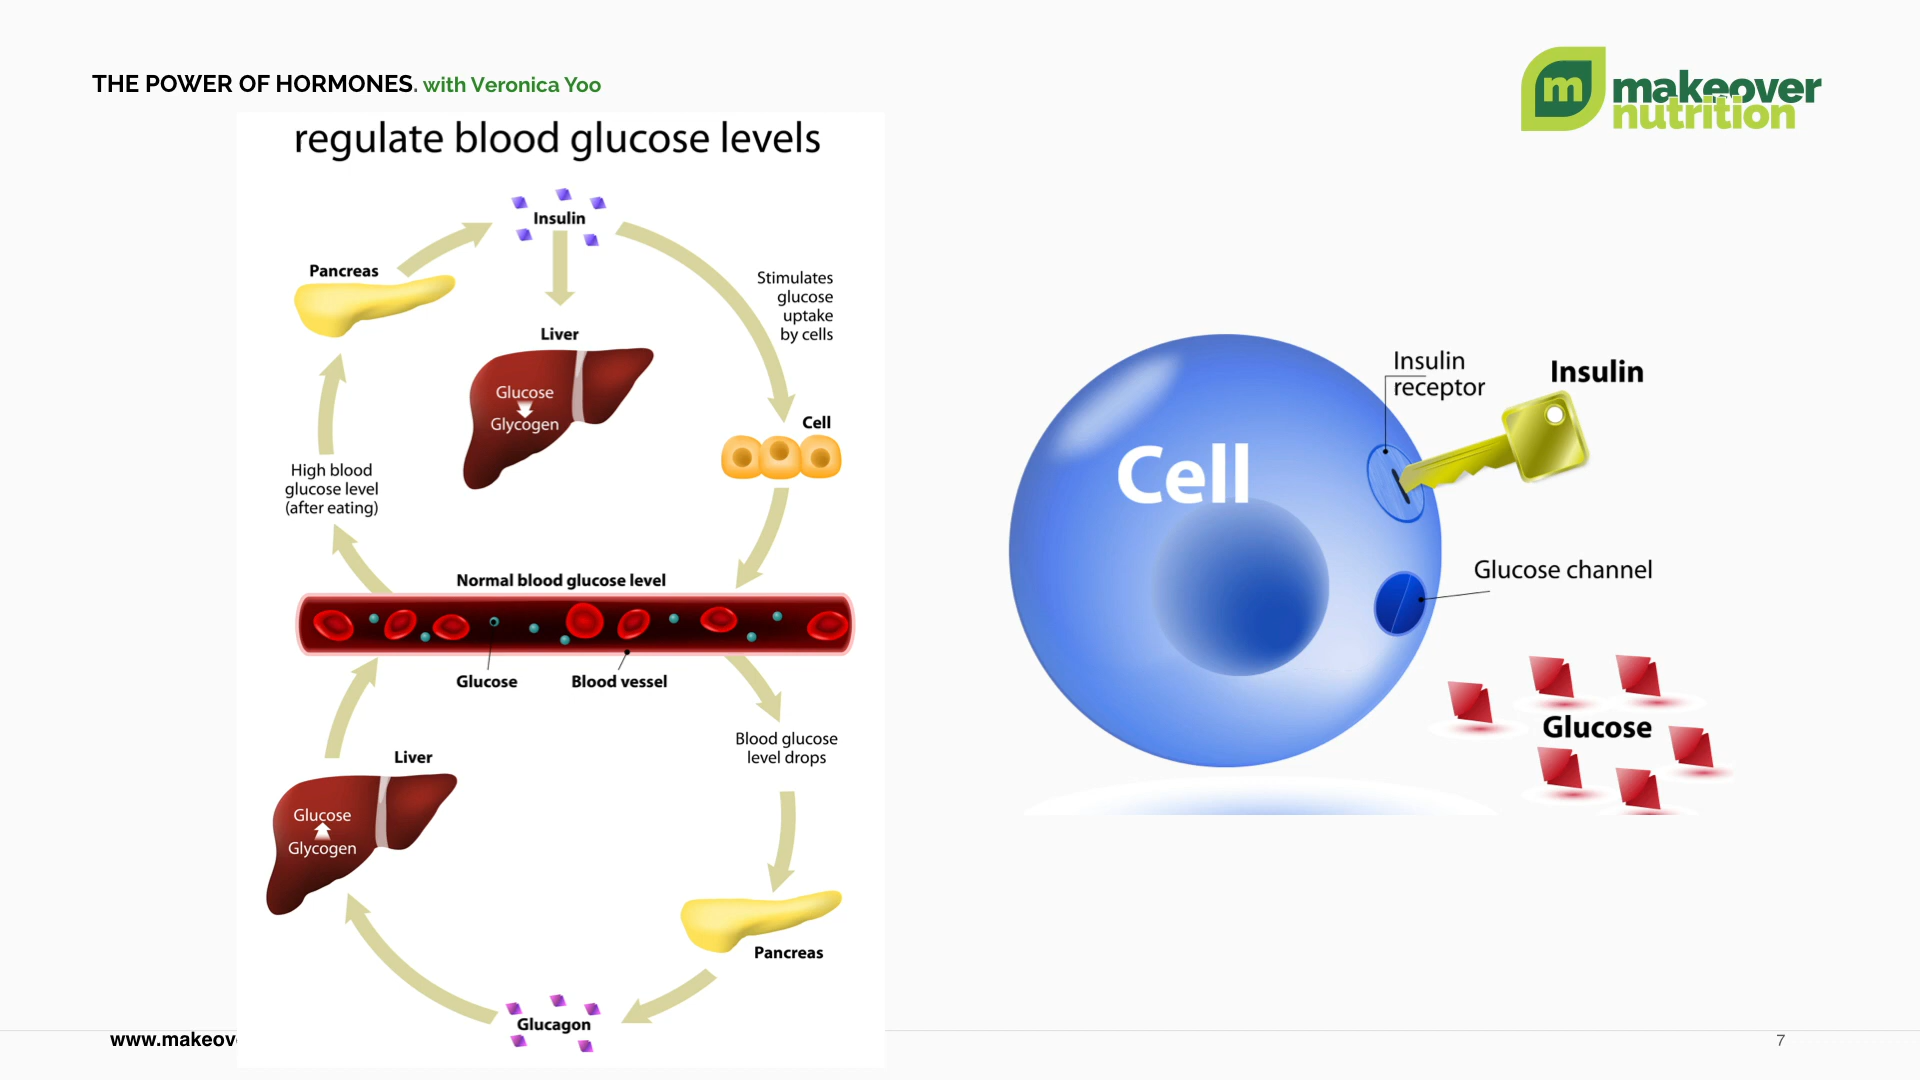 THE POWER OF HORMONES. with Veronica Yoo
m makeover
nutrition
regulate blood glucose levels
Insulin
Pancreas
Stimulates
glucose
uptake
by cells
Liver
Glucose
Glycogen
Cell
High blood
glucose level
(after eating)
Normal blood glucose level
Glucose
Blood vessel
Blood glucose
level drops
Liver
Glucose
Glycogen
Pancreas
Glucagon
Insulin
receptor
Insulin
Cell
Glucose channel
Glucose
www.makeov
7